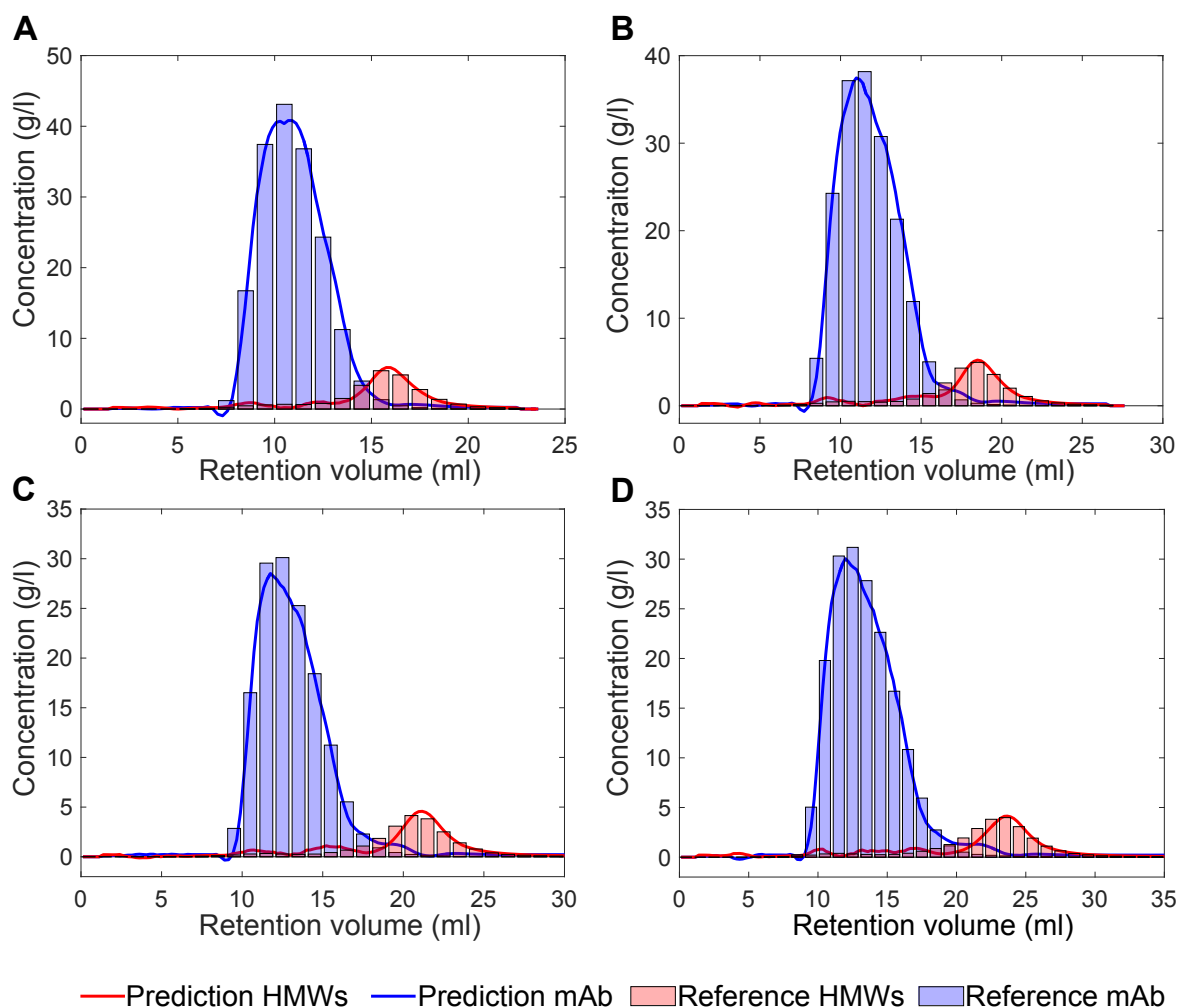 A
B
50
40
30
20
10
0
Concentration (g/l)
0 5 10 15 20 25
Retention volume (ml)
40
30
20
10
0
Concentraiton (g/l)
0 5 10 15 20 25 30
Retention volume (ml)
C
D
35
30
25
20
15
10
5
0
Concentration (g/l)
0 5 10 15 20 25 30
Retention volume (ml)
35
30
25
20
15
10
5
0
Concentration (g/l)
0 5 10 15 20 25 30 35
Retention volume (ml)
Prediction HMWs Prediction mAb Reference HMWs Reference mAb